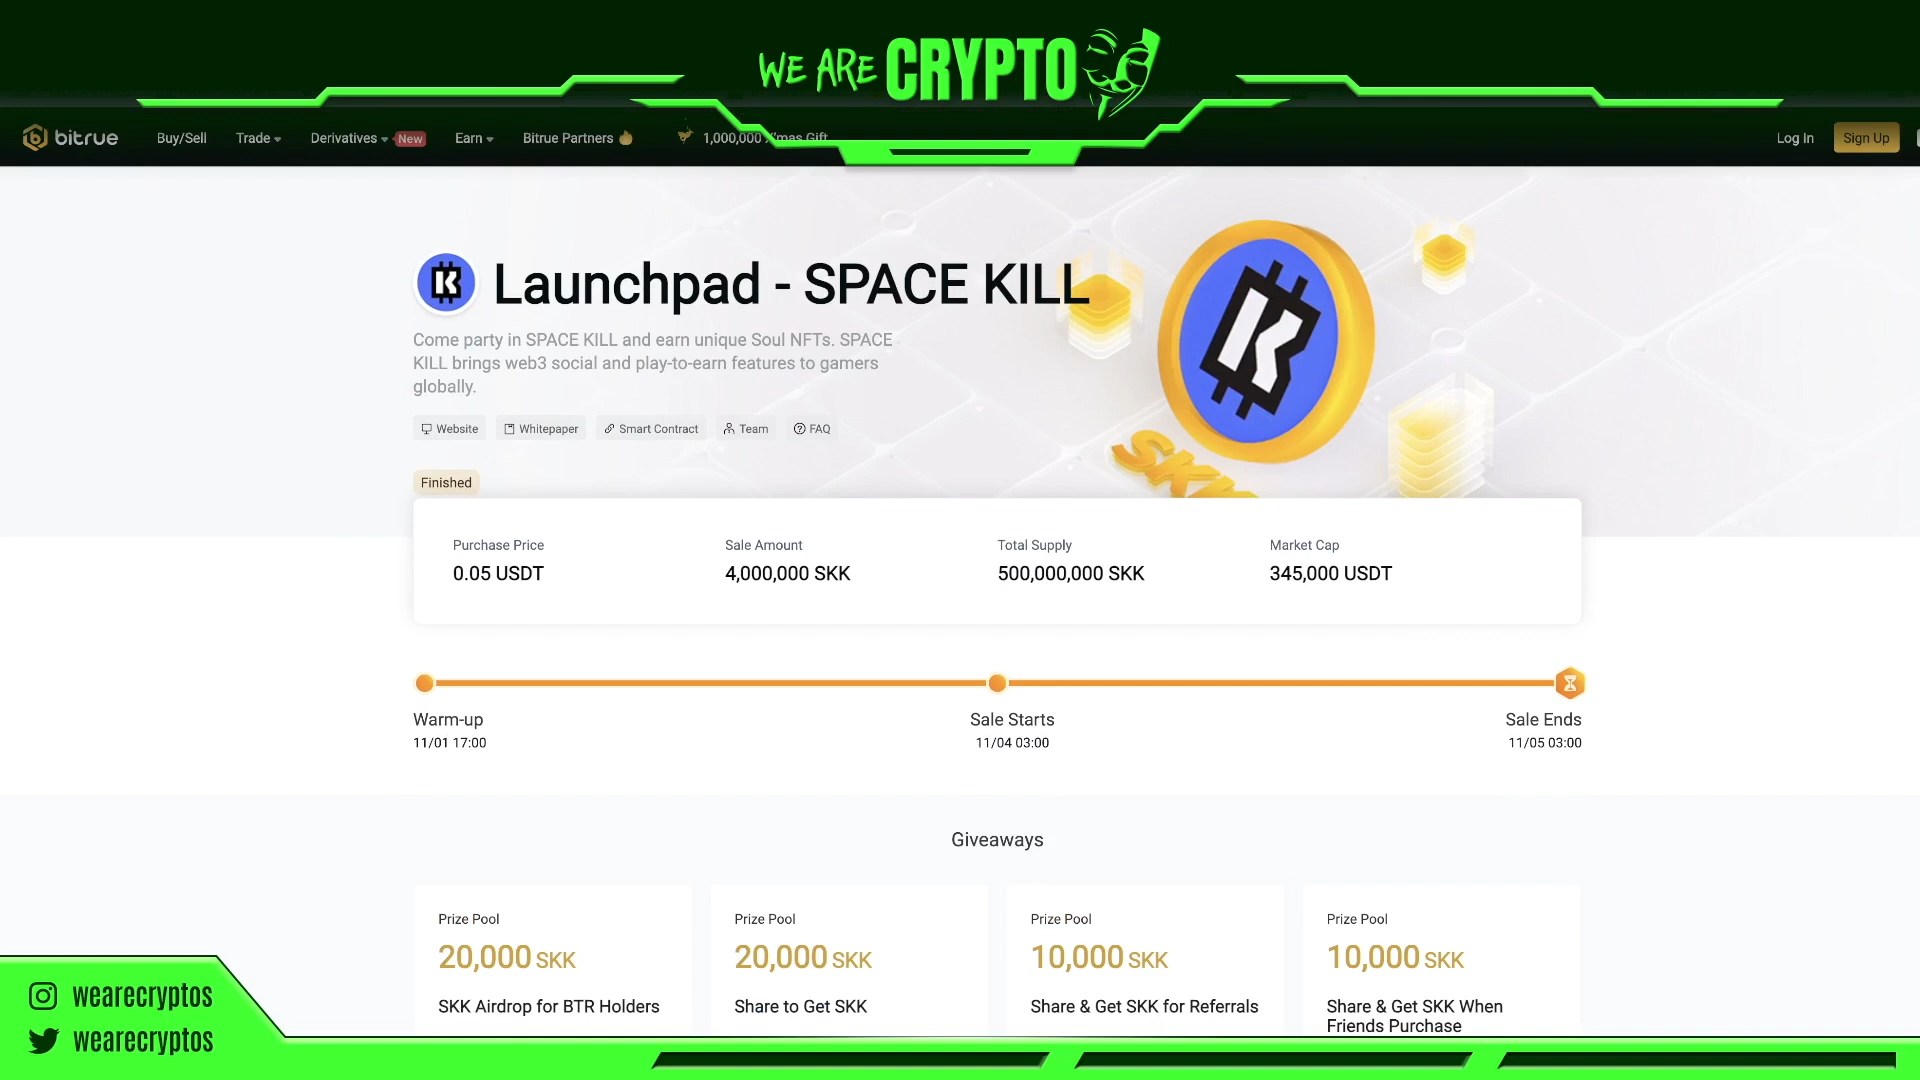 WE ARE CRYPTO
bitrue
Buy/Sell
Trade
Derivatives
New
Earn
Bitrue Partners
1,000,000 X'mas Gift
Log In
Sign Up
Launchpad - SPACE KILL
Come party in SPACE KILL and earn unique Soul NFTs. SPACE
KILL brings web3 social and play-to-earn features to gamers
globally.
Website
Whitepaper
Smart Contract
Team
FAQ
Finished
Purchase Price
0.05 USDT
Sale Amount
4,000,000 SKK
Total Supply
500,000,000 SKK
Market Cap
345,000 USDT
Warm-up
11/01 17:00
Sale Starts
11/04 03:00
Sale Ends
11/05 03:00
Giveaways
Prize Pool
20,000 SKK
SKK Airdrop for BTR Holders
Prize Pool
20,000 SKK
Share to Get SKK
Prize Pool
10,000 SKK
Share & Get SKK for Referrals
Prize Pool
10,000 SKK
Share & Get SKK When
Friends Purchase
wearecryptos
wearecryptos